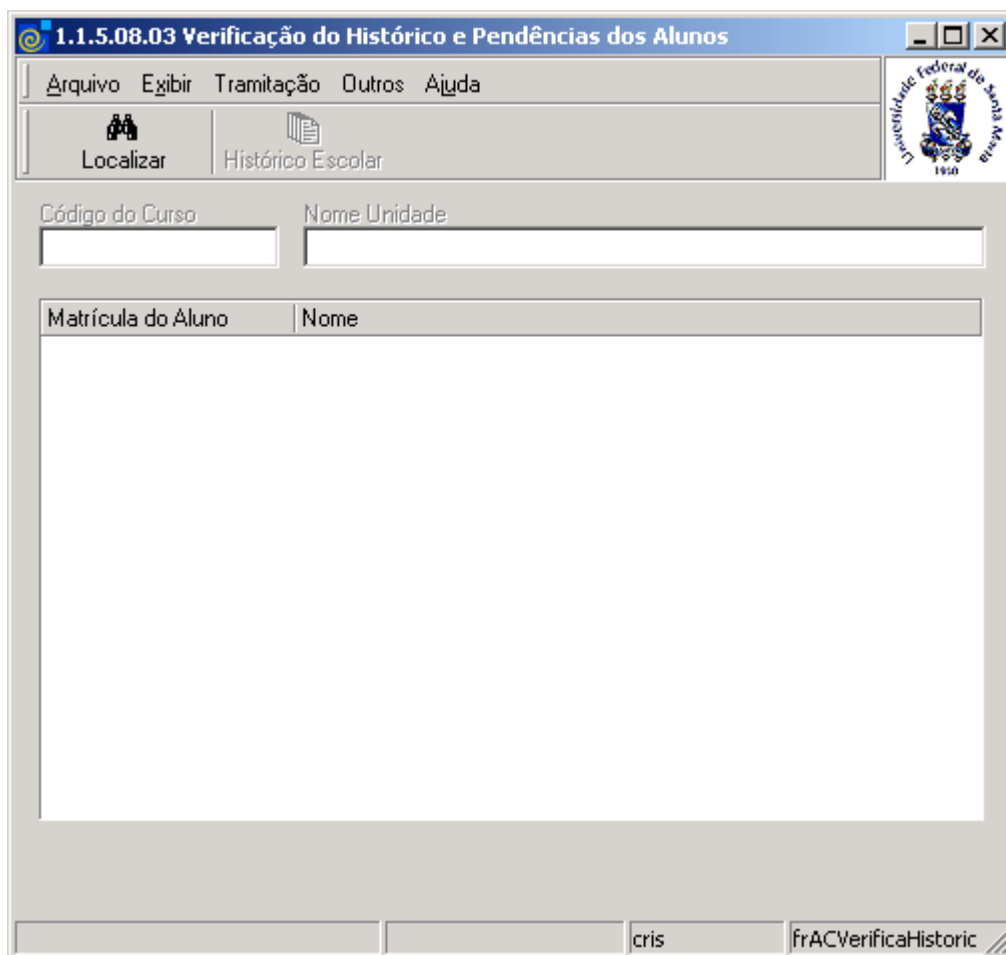 1.1.5.08.03 Verificação do Histórico e Pendências dos Alunos
Arquivo Exibir Tramitação Outros Ajuda
Localizar Histórico Escolar
Universidade Federal de Santa Maria
1960
Código do Curso Nome Unidade
Matrícula do Aluno Nome
cris frACVerificaHistoric